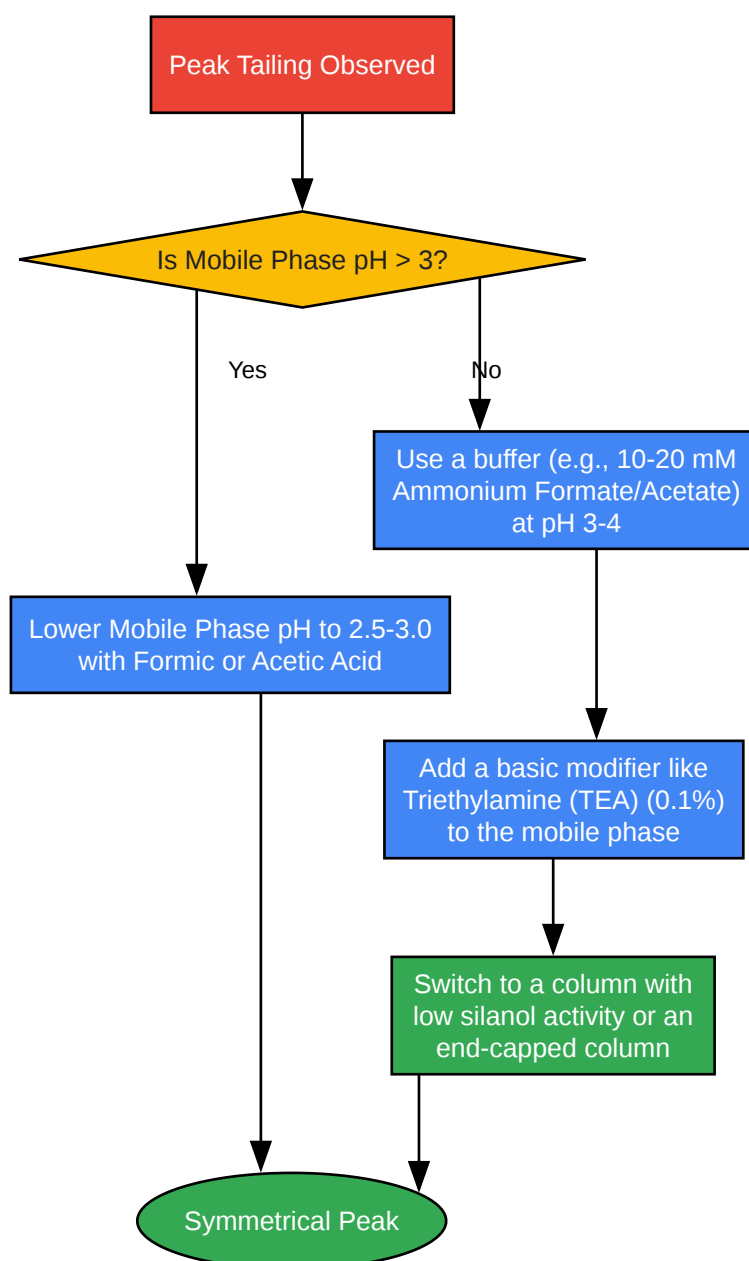 Peak Tailing Observed
Is Mobile Phase pH > 3?
Yes
No
Use a buffer (e.g., 10-20 mM
Ammonium Formate/Acetate)
at pH 3-4
Lower Mobile Phase pH to 2.5-3.0
with Formic or Acetic Acid
Add a basic modifier like
Triethylamine (TEA) (0.1%)
to the mobile phase
Switch to a column with
low silanol activity or an
end-capped column
Symmetrical Peak